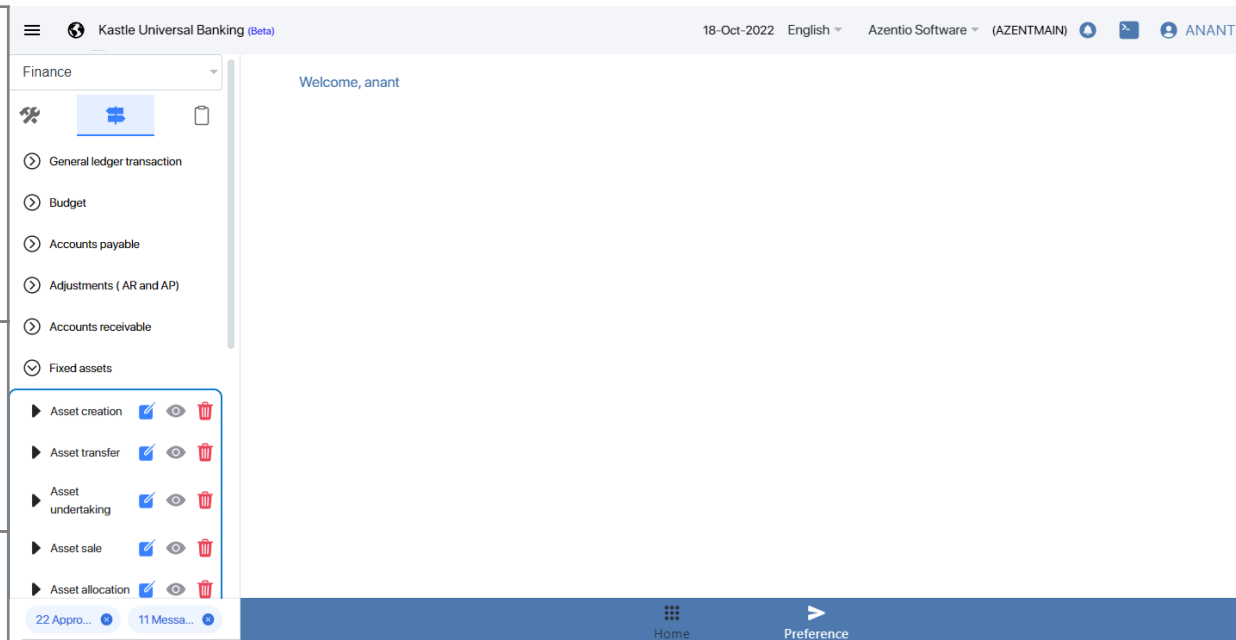 Kastle Universal Banking (Beta)
18-Oct-2022 English Azentio Software (AZENTMAIN) ANANT
Finance
Welcome, anant
General ledger transaction
Budget
Accounts payable
Adjustments ( AR and AP)
Accounts receivable
Fixed assets
Asset creation
Asset transfer
Asset
undertaking
Asset sale
Asset allocation
22 Appro... 11 Messa...
Home Preference